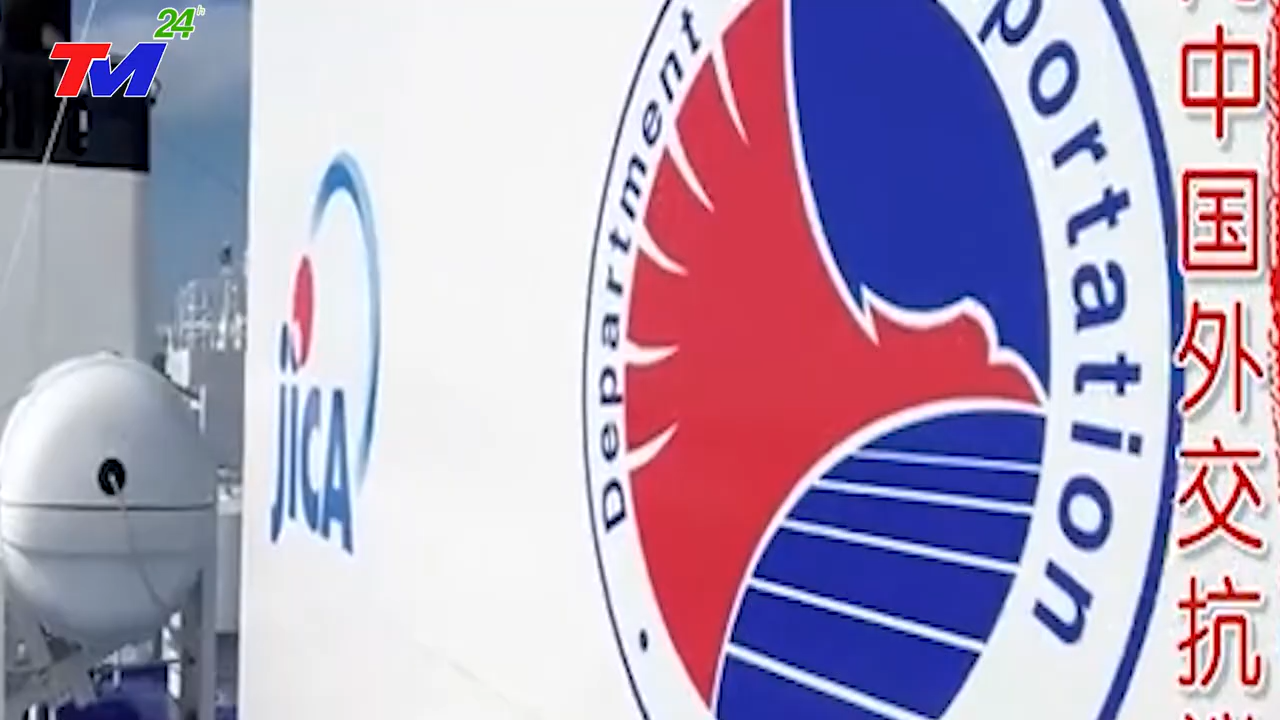 TM
24h
jICA
Department
portation
中国外交抗